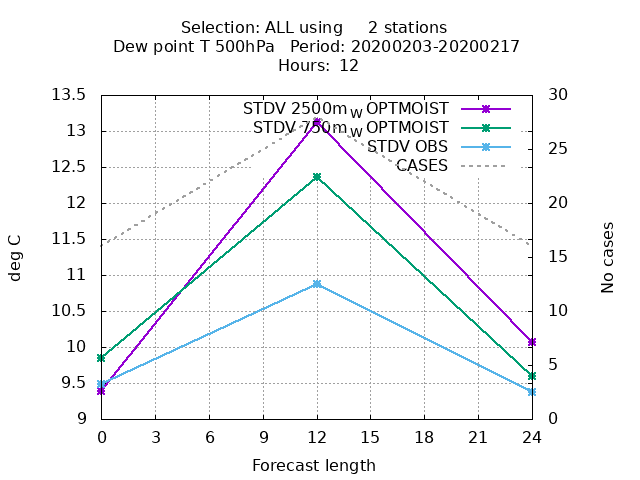 Selection: ALL using 2 stations
Dew point T 500hPa Period: 20200203-20200217
Hours: 12
STDV 2500m W OPTMOIST
STDV 750m W OPTMOIST
STDV OBS
CASES
13.5
13
12.5
12
11.5
11
10.5
10
9.5
9
30
25
20
15
10
5
0
deg C
No cases
0 3 6 9 12 15 18 21 24
Forecast length